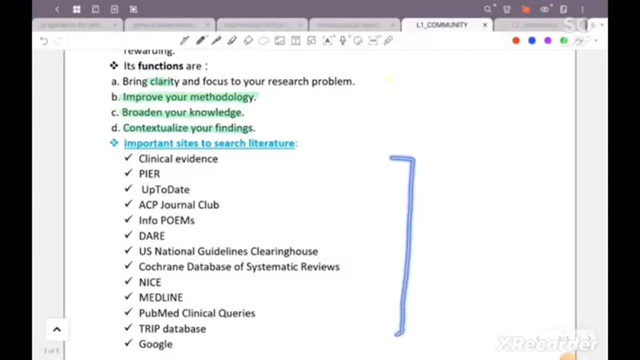 L1_COMMUNITY
rewarding.
❖ Its functions are :
a. Bring clarity and focus to your research problem.
b. Improve your methodology.
c. Broaden your knowledge.
d. Contextualize your findings.
❖ Important sites to search literature:
✓ Clinical evidence
✓ PIER
✓ UpToDate
✓ ACP Journal Club
✓ Info POEMs
✓ DARE
✓ US National Guidelines Clearinghouse
✓ Cochrane Database of Systematic Reviews
✓ NICE
✓ MEDLINE
✓ PubMed Clinical Queries
✓ TRIP database
✓ Google
XRecorder